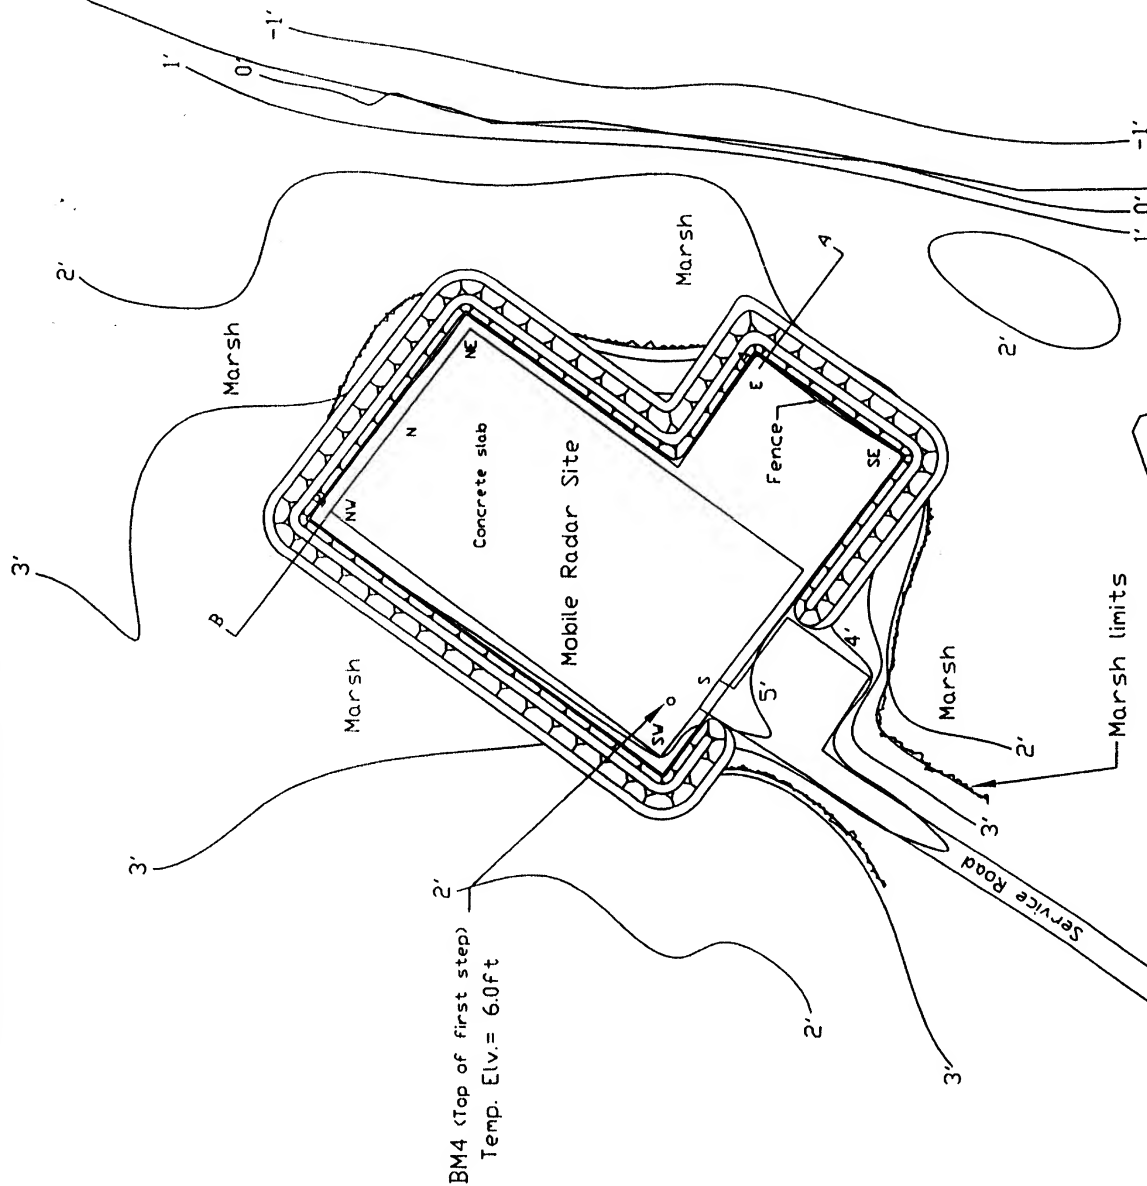 -1'
1'
0'
2'
Marsh
Marsh
A
NE
N
NW
Concrete slab
E
Fence
2'
3'
B
Mobile Radar Site
SE
Marsh
S
SW
5'
4'
Marsh
2'
Marsh limits
3'
3'
2'
Service Road
BM4 (Top of first step)
Temp. Elv.= 6.0ft
2'
3'
1'
0'
-1'